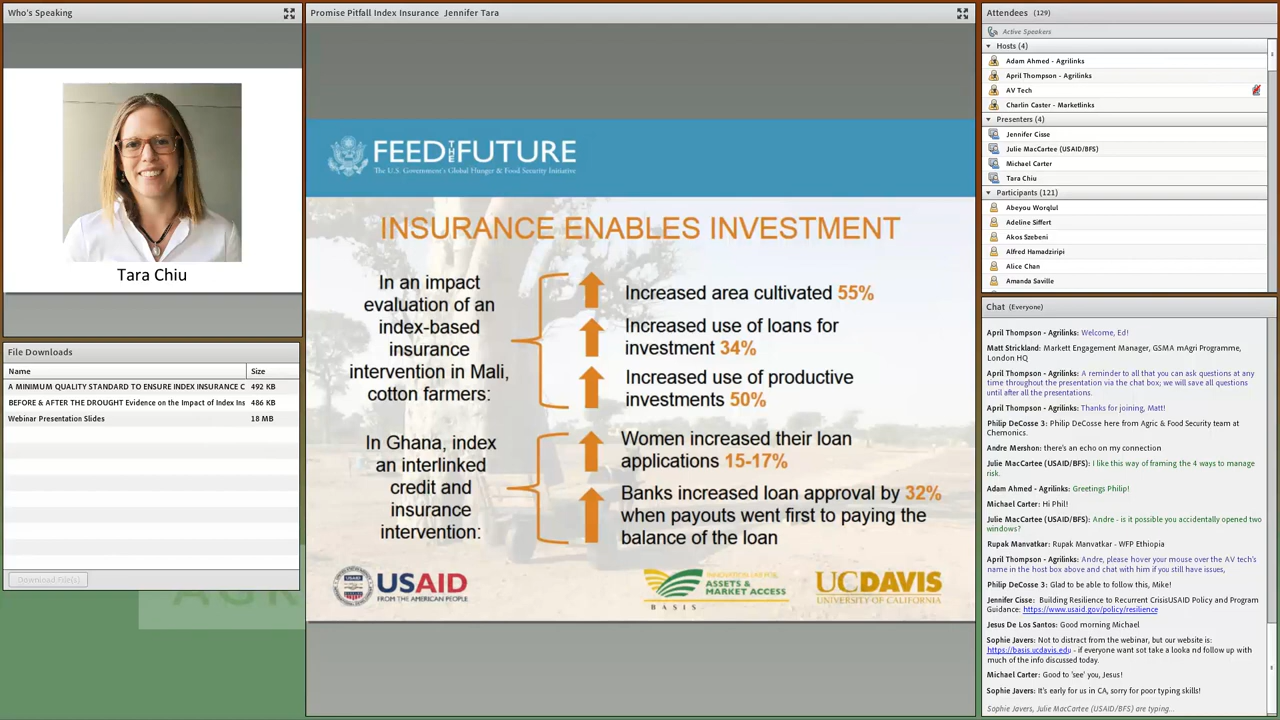 Who's Speaking
Tara Chiu
File Downloads
Name Size
A MINIMUM QUALITY STANDARD TO ENSURE INDEX INSURANCE C 492 KB
BEFORE & AFTER THE DROUGHT Evidence on the Impact of Index Ins 486 KB
Webinar Presentation Slides 18 MB
Download File(s)
Promise Pitfall Index Insurance Jennifer Tara
FEED THE FUTURE
The U.S. Government's Global Hunger & Food Security Initiative
INSURANCE ENABLES INVESTMENT
In an impact
evaluation of an
index-based
insurance
intervention in Mali,
cotton farmers:
Increased area cultivated 55%
Increased use of loans for
investment 34%
Increased use of productive
investments 50%
In Ghana, index
an interlinked
credit and
insurance
intervention:
Women increased their loan
applications 15-17%
Banks increased loan approval by 32%
when payouts went first to paying the
balance of the loan
USAID
FROM THE AMERICAN PEOPLE
INNOVATION LAB FOR
ASSETS &
MARKET ACCESS
BASIS
UCDAVIS
UNIVERSITY OF CALIFORNIA
Attendees (129)
Active Speakers
Hosts (4)
Adam Ahmed - Agrilinks
April Thompson - Agrilinks
AV Tech
Charlin Caster - Marketlinks
Presenters (4)
Jennifer Cisse
Julie MacCartee (USAID/BFS)
Michael Carter
Tara Chiu
Participants (121)
Abeyou Worqlul
Adeline Siffert
Akos Szebeni
Alfred Hamadziripi
Alice Chan
Amanda Saville
Chat (Everyone)
April Thompson - Agrilinks: Welcome, Ed!
Matt Strickland: Markett Engagement Manager, GSMA mAgri Programme,
London HQ
April Thompson - Agrilinks: A reminder to all that you can ask questions at any
time throughout the presentation via the chat box; we will save all questions
until after all the presentations.
April Thompson - Agrilinks: Thanks for joining, Matt!
Philip DeCosse 3: Philip DeCosse here from Agric & Food Security team at
Chemonics.
Andre Mershon: there's an echo on my connection
Julie MacCartee (USAID/BFS): I like this way of framing the 4 ways to manage
risk.
Adam Ahmed - Agrilinks: Greetings Philip!
Michael Carter: Hi Phil!
Julie MacCartee (USAID/BFS): Andre - is it possible you accidentally opened two
windows?
Rupak Manvatkar: Rupak Manvatkar - WFP Ethiopia
April Thompson - Agrilinks: Andre, please hover your mouse over the AV tech's
name in the host box above and chat with him if you still have issues,
Philip DeCosse 3: Glad to be able to follow this, Mike!
Jennifer Cisse: Building Resilience to Recurrent CrisisUSAID Policy and Program
Guidance: https://www.usaid.gov/policy/resilience
Jesus De Los Santos: Good morning Michael
Sophie Javers: Not to distract from the webinar, but our website is:
https://basis.ucdavis.edu - if everyone want sot take a looka nd follow up with
much of the info discussed today.
Michael Carter: Good to 'see' you, Jesus!
Sophie Javers: It's early for us in CA, sorry for poor typing skills!
Sophie Javers, Julie MacCartee (USAID/BFS) are typing...